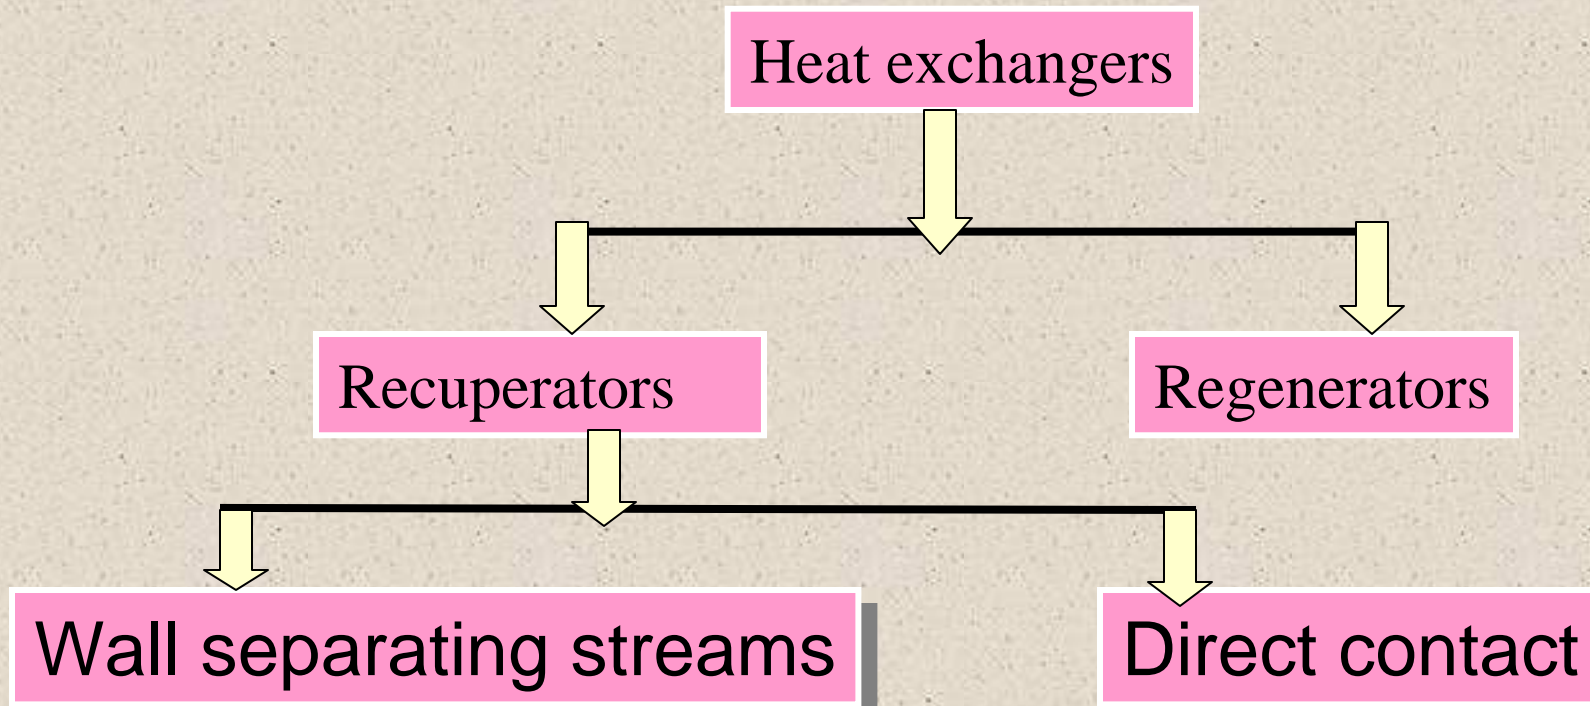 Heat exchangers
Recuperators
Regenerators
Wall separating streams
Direct contact